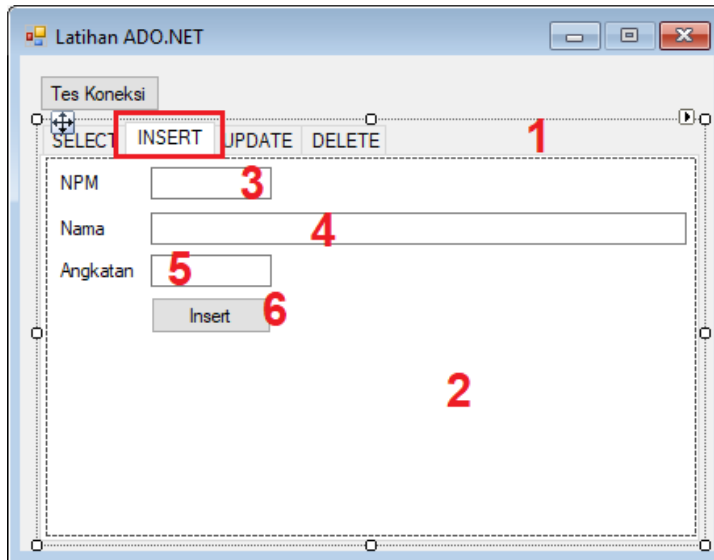 Latihan ADO.NET
Tes Koneksi
SELECT INSERT UPDATE DELETE 1
NPM 3
Nama 4
Angkatan 5
Insert 6
2